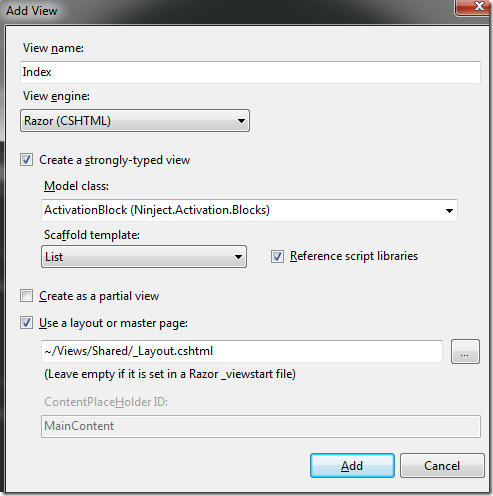 Add View
View name:
Index
View engine:
Razor (CSHTML)
Create a strongly-typed view
Model class:
ActivationBlock (Ninject.Activation.Blocks)
Scaffold template:
List
Reference script libraries
Create as a partial view
Use a layout or master page:
~/Views/Shared/_Layout.cshtml
...
(Leave empty if it is set in a Razor _viewstart file)
ContentPlaceHolder ID:
MainContent
Add
Cancel